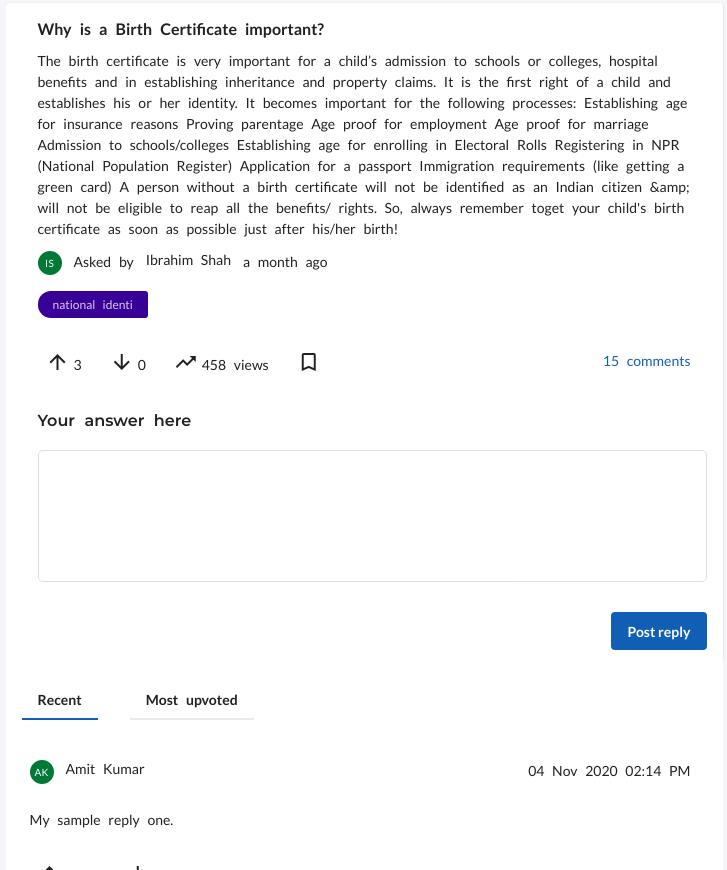 Why is a Birth Certificate important?
The birth certificate is very important for a child's admission to schools or colleges, hospital
benefits and in establishing inheritance and property claims. It is the first right of a child and
establishes his or her identity. It becomes important for the following processes: Establishing age
for insurance reasons Proving parentage Age proof for employment Age proof for marriage
Admission to schools/colleges Establishing age for enrolling in Electoral Rolls Registering in NPR
(National Population Register) Application for a passport Immigration requirements (like getting a
green card) A person without a birth certificate will not be identified as an Indian citizen &amp;
will not be eligible to reap all the benefits/ rights. So, always remember toget your child's birth
certificate as soon as possible just after his/her birth!
IS Asked by Ibrahim Shah a month ago
national identi
3 0 458 views 15 comments
Your answer here
Post reply
Recent Most upvoted
AK Amit Kumar 04 Nov 2020 02:14 PM
My sample reply one.